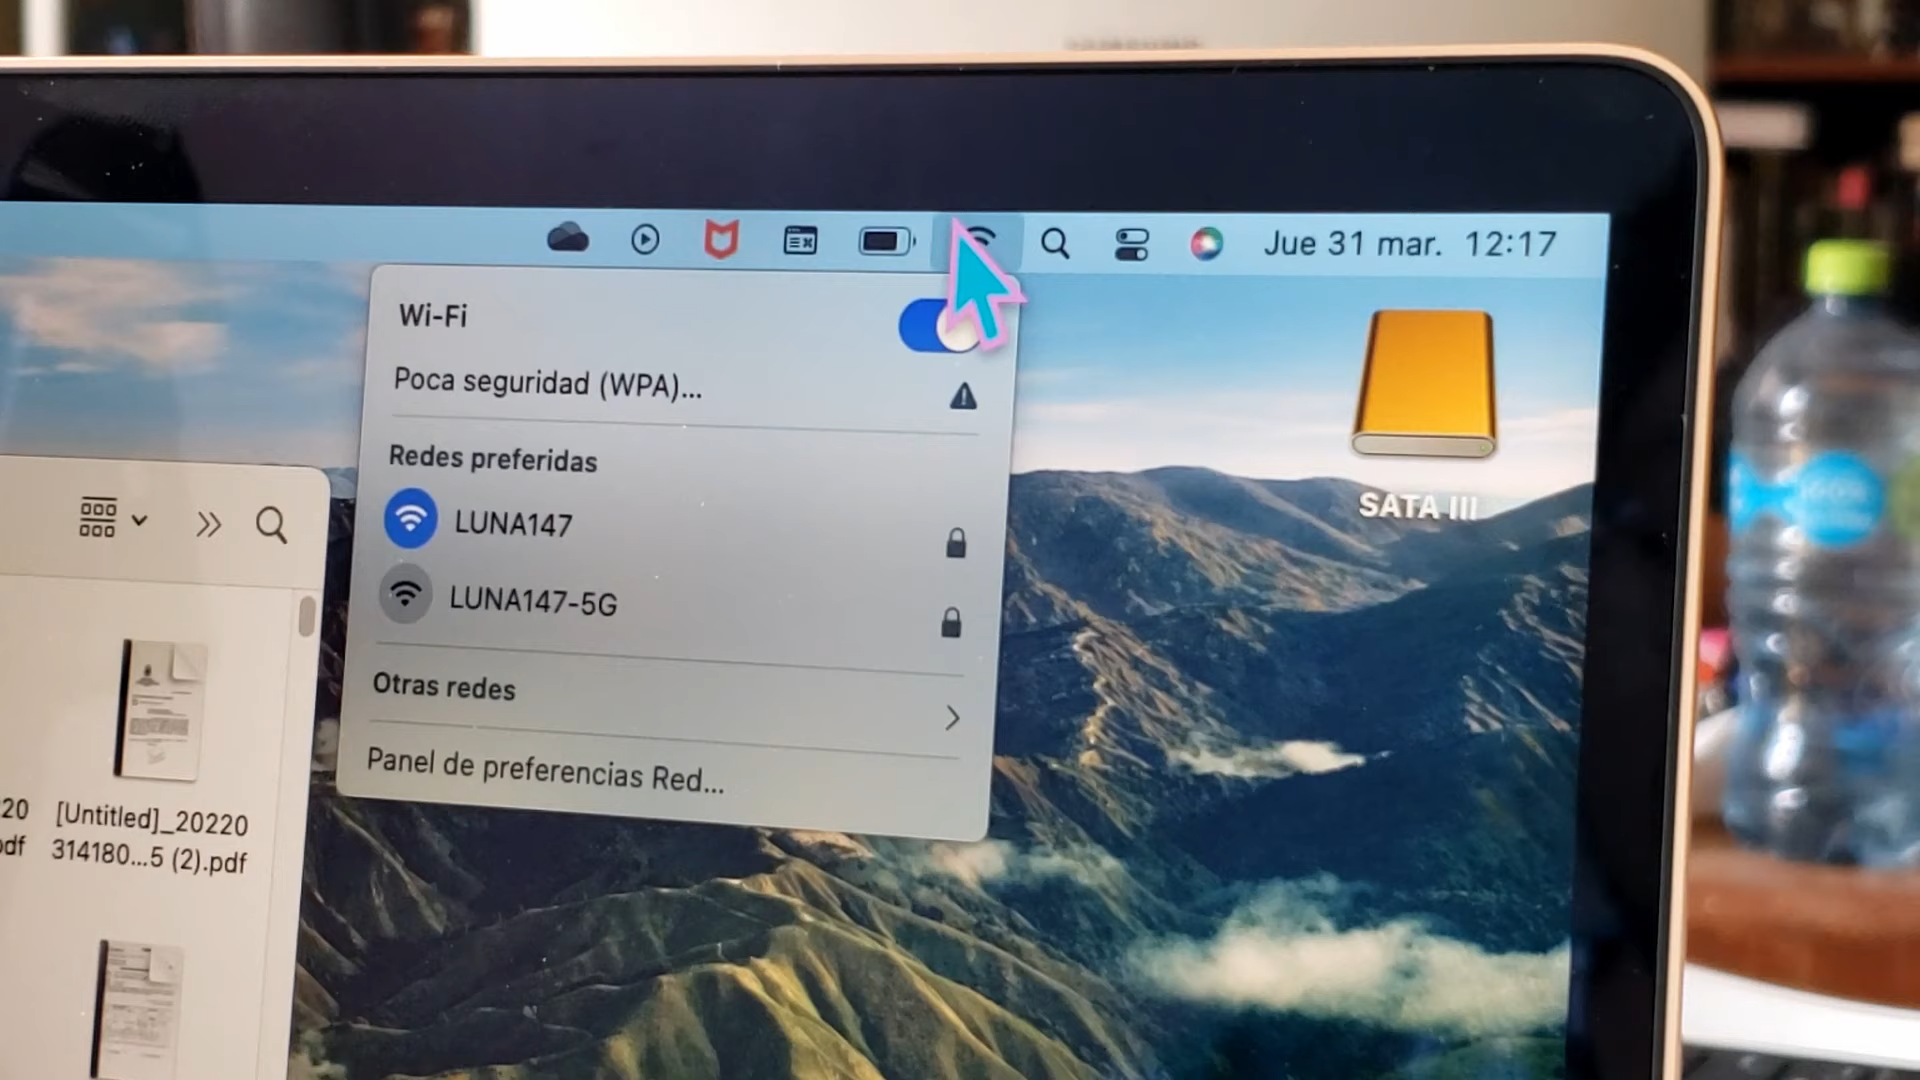 Jue 31 mar. 12:17
Wi-Fi
Poca seguridad (WPA)...
Redes preferidas
LUNA147
LUNA147-5G
Otras redes
Panel de preferencias Red...
SATA III
20
[Untitled]_20220
314180...5 (2).pdf